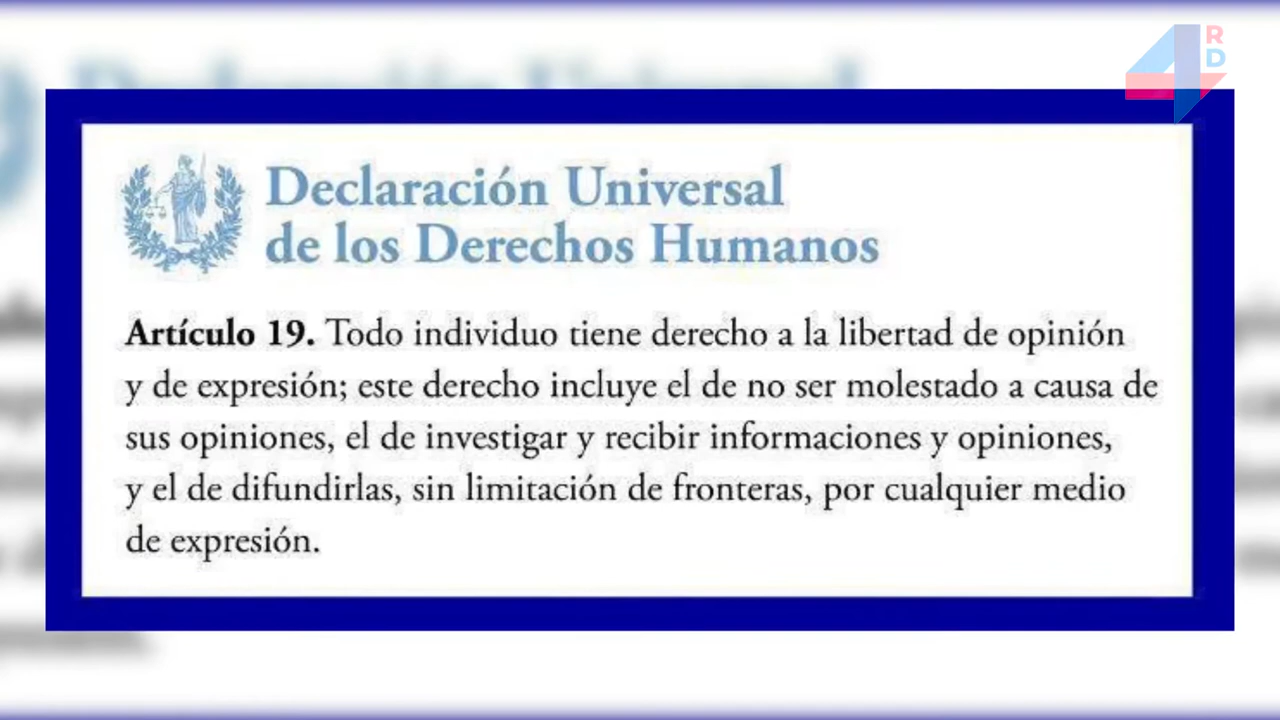 4
R
D
Declaración Universal
de los Derechos Humanos
Artículo 19. Todo individuo tiene derecho a la libertad de opinión
y de expresión; este derecho incluye el de no ser molestado a causa de
sus opiniones, el de investigar y recibir informaciones y opiniones,
y el de difundirlas, sin limitación de fronteras, por cualquier medio
de expresión.